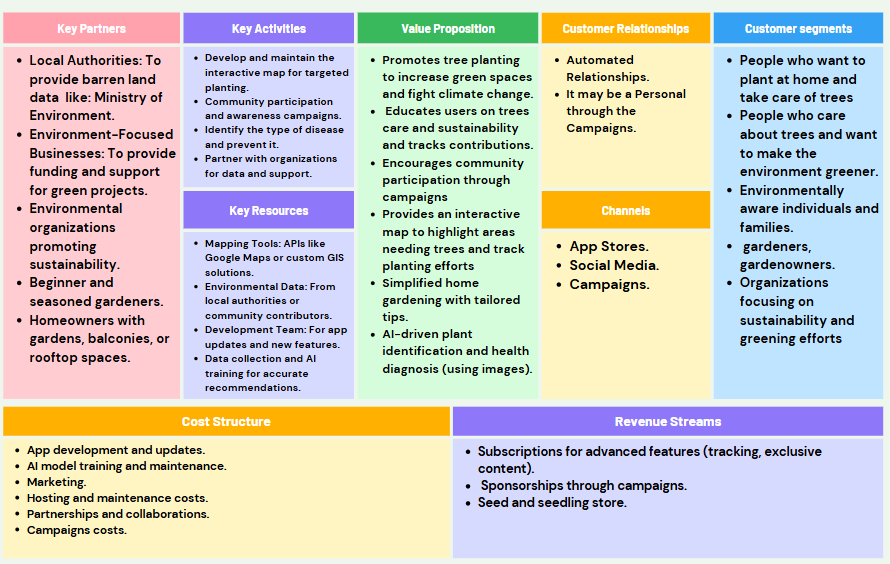 Key Partners
• Local Authorities: To
provide barren land
data like: Ministry of
Environment.
• Environment-Focused
Businesses: To provide
funding and support
for green projects.
• Environmental
organizations
promoting
sustainability.
• Beginner and
seasoned gardeners.
• Homeowners with
gardens, balconies, or
rooftop spaces.
Key Activities
• Develop and maintain the
interactive map for targeted
planting.
• Community participation
and awareness campaigns.
• Identify the type of disease
and prevent it.
• Partner with organizations
for data and support.
Key Resources
• Mapping Tools: APIs like
Google Maps or custom GIS
solutions.
• Environmental Data: From
local authorities or
community contributors.
• Development Team: For app
updates and new features.
• Data collection and AI
training for accurate
recommendations.
Value Proposition
• Promotes tree planting
to increase green spaces
and fight climate change.
• Educates users on trees
care and sustainability
and tracks contributions.
• Encourages community
participation through
campaigns
• Provides an interactive
map to highlight areas
needing trees and track
planting efforts
• Simplified home
gardening with tailored
tips.
• AI-driven plant
identification and health
diagnosis (using images).
Customer Relationships
• Automated
Relationships.
• It may be a Personal
through the
Campaigns.
Channels
• App Stores.
• Social Media.
• Campaigns.
Customer segments
• People who want to
plant at home and
take care of trees
• People who care
about trees and want
to make the
environment greener.
• Environmentally
aware individuals and
families.
• gardeners,
gardenowners.
• Organizations
focusing on
sustainability and
greening efforts
Cost Structure
• App development and updates.
• AI model training and maintenance.
• Marketing.
• Hosting and maintenance costs.
• Partnerships and collaborations.
• Campaigns costs.
Revenue Streams
• Subscriptions for advanced features (tracking, exclusive
content).
• Sponsorships through campaigns.
• Seed and seedling store.